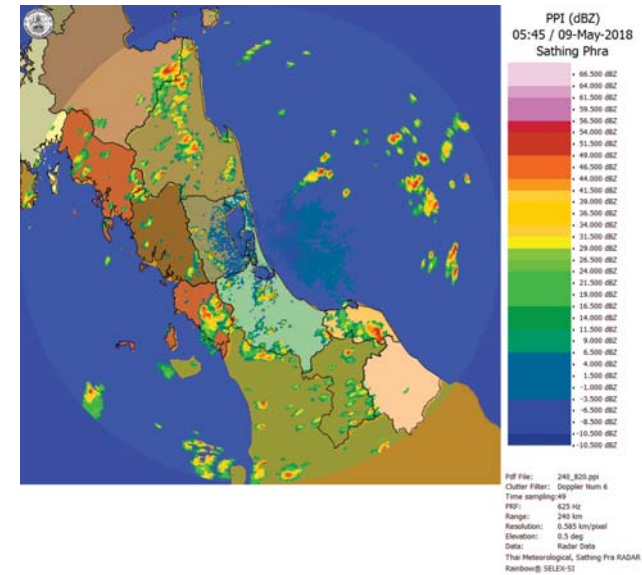 PPI (dBZ)
05:45 / 09-May-2018
Sathing Phra
66.500 dBZ
64.000 dBZ
61.500 dBZ
59.500 dBZ
56.500 dBZ
54.000 dBZ
51.500 dBZ
49.000 dBZ
46.500 dBZ
44.000 dBZ
41.500 dBZ
39.000 dBZ
36.500 dBZ
34.000 dBZ
31.500 dBZ
29.000 dBZ
26.500 dBZ
24.000 dBZ
21.500 dBZ
19.000 dBZ
16.500 dBZ
14.000 dBZ
11.500 dBZ
9.000 dBZ
6.500 dBZ
4.000 dBZ
1.500 dBZ
-1.000 dBZ
-3.500 dBZ
-6.500 dBZ
-8.500 dBZ
-10.500 dBZ
-10.500 dBZ
Pdf File: 240_820.ppi
Clutter Filter: Doppler Num 6
Time sampling:49
PRF: 625 Hz
Range: 240 km
Resolution: 0.585 km/pixel
Elevation: 0.5 deg
Data: Radar Data
Thai Meteorological, Sathing Pra RADAR
Rainbow® SELEX-SI